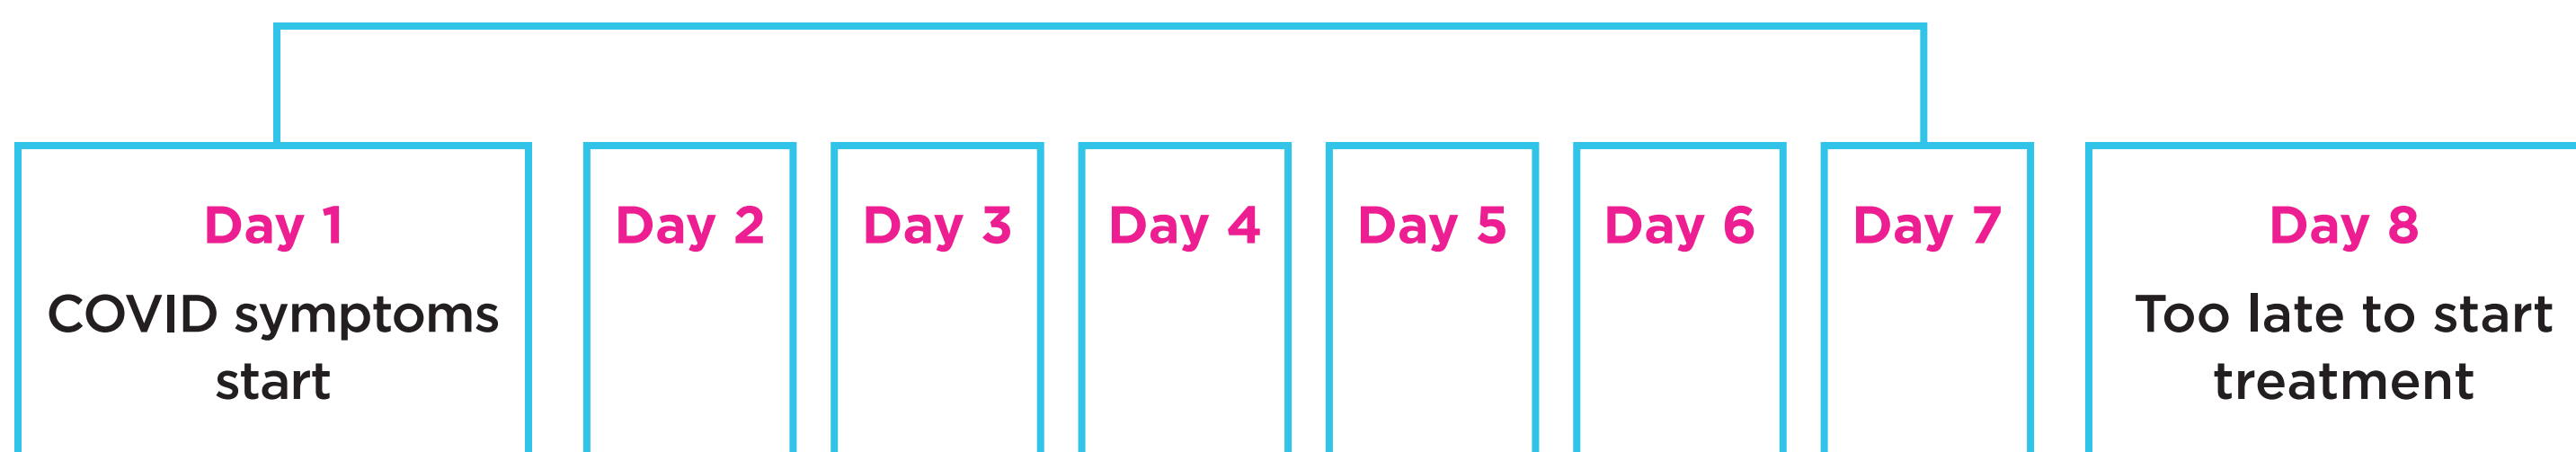 Day 1
COVID symptoms
start
Day 2
Day 3
Day 4
Day 5
Day 6
Day 7
Day 8
Too late to start
treatment